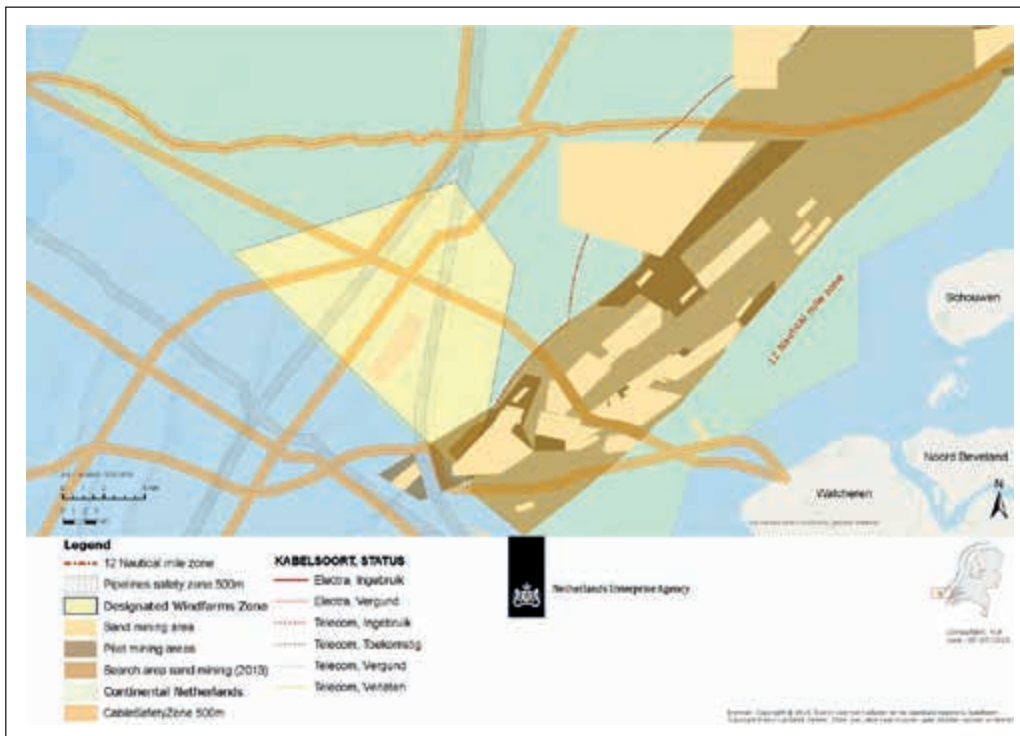 12 Nautical mile zone
Schouwen
Noord Beveland
Walcheren
N
Legend
12 Nautical mile zone
Pipelines safety zone 500m
Designated Windfarms Zone
Sand mining area
Pilot mining areas
Search area sand mining (2013)
Continental Netherlands
CableSafetyZone 500m
KABELSOORT, STATUS
Electra, Ingebruik
Electra, Vergund
Telecom, Ingebruik
Telecom, Toekomstig
Telecom, Vergund
Telecom, Verlaten
Netherlands Enterprise Agency